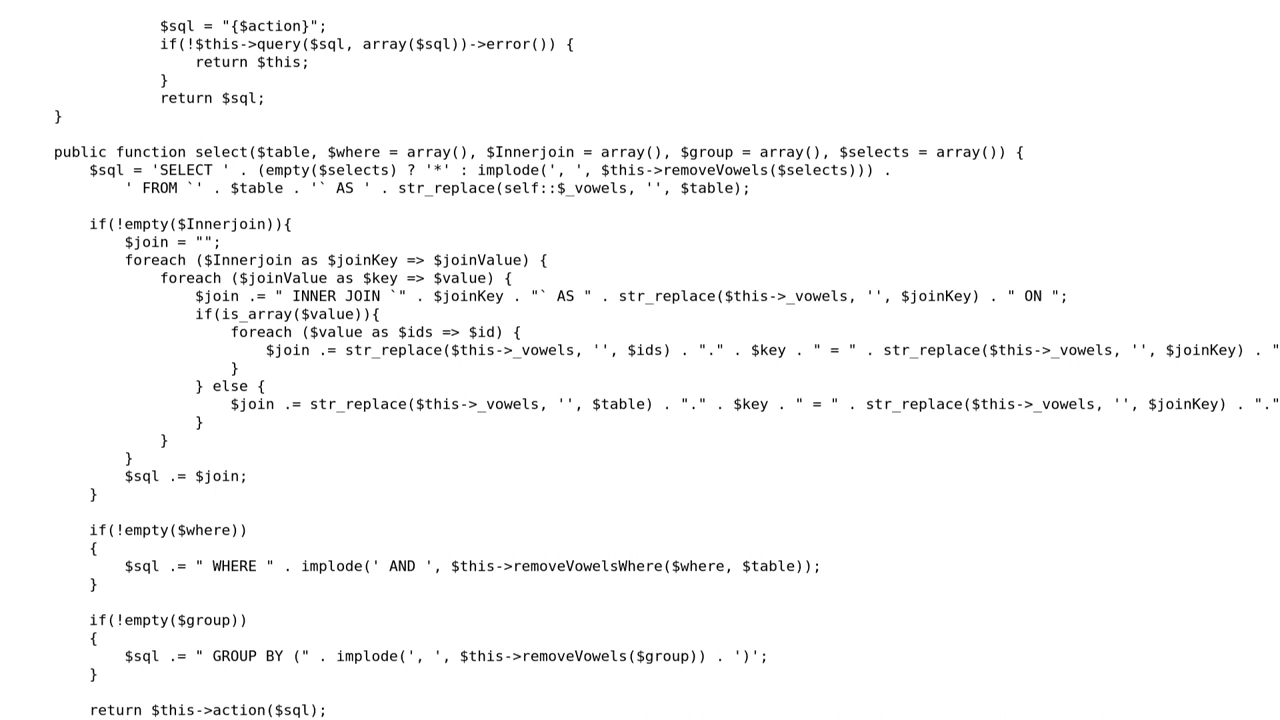 $sql = "{$action}";
if(!$this->query($sql, array($sql))->error()) {
return $this;
}
return $sql;
}
public function select($table, $where = array(), $Innerjoin = array(), $group = array(), $selects = array()) {
$sql = 'SELECT ' . (empty($selects) ? '*' : implode(', ', $this->removeVowels($selects))) .
' FROM `' . $table . '` AS ' . str_replace(self::$_vowels, '', $table);
if(!empty($Innerjoin)){
$join = "";
foreach ($Innerjoin as $joinKey => $joinValue) {
foreach ($joinValue as $key => $value) {
$join .= " INNER JOIN `" . $joinKey . "` AS " . str_replace($this->_vowels, '', $joinKey) . " ON ";
if(is_array($value)){
foreach ($value as $ids => $id) {
$join .= str_replace($this->_vowels, '', $ids) . "." . $key . " = " . str_replace($this->_vowels, '', $joinKey) . "
}
} else {
$join .= str_replace($this->_vowels, '', $table) . "." . $key . " = " . str_replace($this->_vowels, '', $joinKey) . "."
}
}
}
$sql .= $join;
}
if(!empty($where))
{
$sql .= " WHERE " . implode(' AND ', $this->removeVowelsWhere($where, $table));
}
if(!empty($group))
{
$sql .= " GROUP BY (" . implode(', ', $this->removeVowels($group)) . ')';
}
return $this->action($sql);